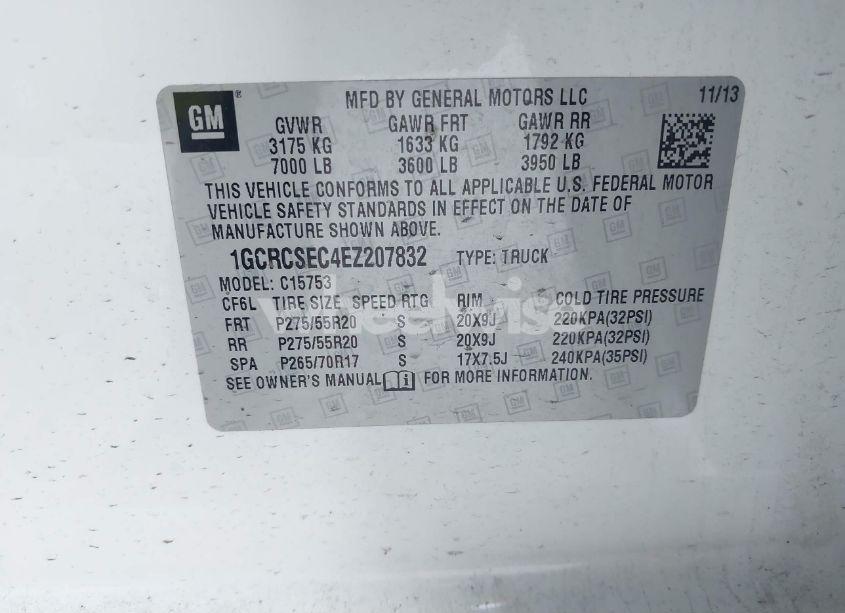 GM ® MFD BY GENERAL MOTORS LLC 11/13
GVWR GAWR FRT GAWR RR
3175 KG 1633 KG 1792 KG
7000 LB 3600 LB 3950 LB
THIS VEHICLE CONFORMS TO ALL APPLICABLE U.S. FEDERAL MOTOR
VEHICLE SAFETY STANDARDS IN EFFECT ON THE DATE OF
MANUFACTURE SHOWN ABOVE.
1GCRCSEC4EZ207832 TYPE: TRUCK
MODEL: C15753
CF6L TIRE SIZE SPEED RTG RIM COLD TIRE PRESSURE
FRT P275/55R20 S 20X9J 220KPA(32PSI)
RR P275/55R20 S 20X9J 220KPA(32PSI)
SPA P265/70R17 S 17X7.5J 240KPA(35PSI)
SEE OWNER'S MANUAL FOR MORE INFORMATION.